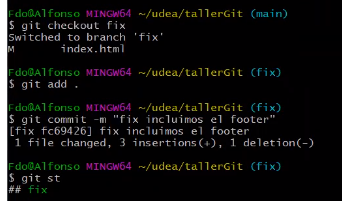 Fdo@Alfonso MINGW64 ~/udea/tallerGit (main)
$ git checkout fix
Switched to branch 'fix'
M       index.html
Fdo@Alfonso MINGW64 ~/udea/tallerGit (fix)
$ git add .
Fdo@Alfonso MINGW64 ~/udea/tallerGit (fix)
$ git commit -m "fix incluimos el footer"
[fix fc69426] fix incluimos el footer
 1 file changed, 3 insertions(+), 1 deletion(-)
Fdo@Alfonso MINGW64 ~/udea/tallerGit (fix)
$ git st
## fix